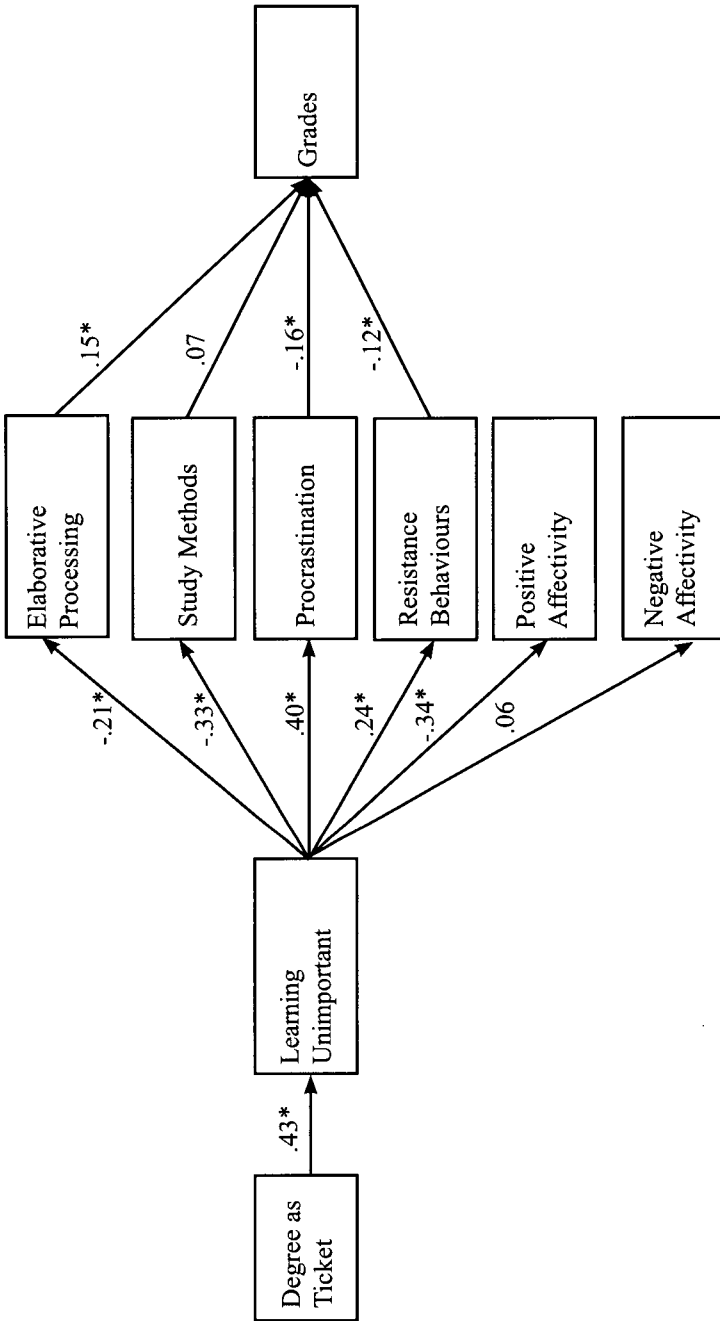 Degree as
Ticket
.43*
Learning
Unimportant
-.21*
-.33*
.40*
.24*
-.34*
.06
Elaborative
Processing
Study Methods
Procrastination
Resistance
Behaviours
Positive
Affectivity
Negative
Affectivity
.15*
.07
-.16*
-.12*
Grades